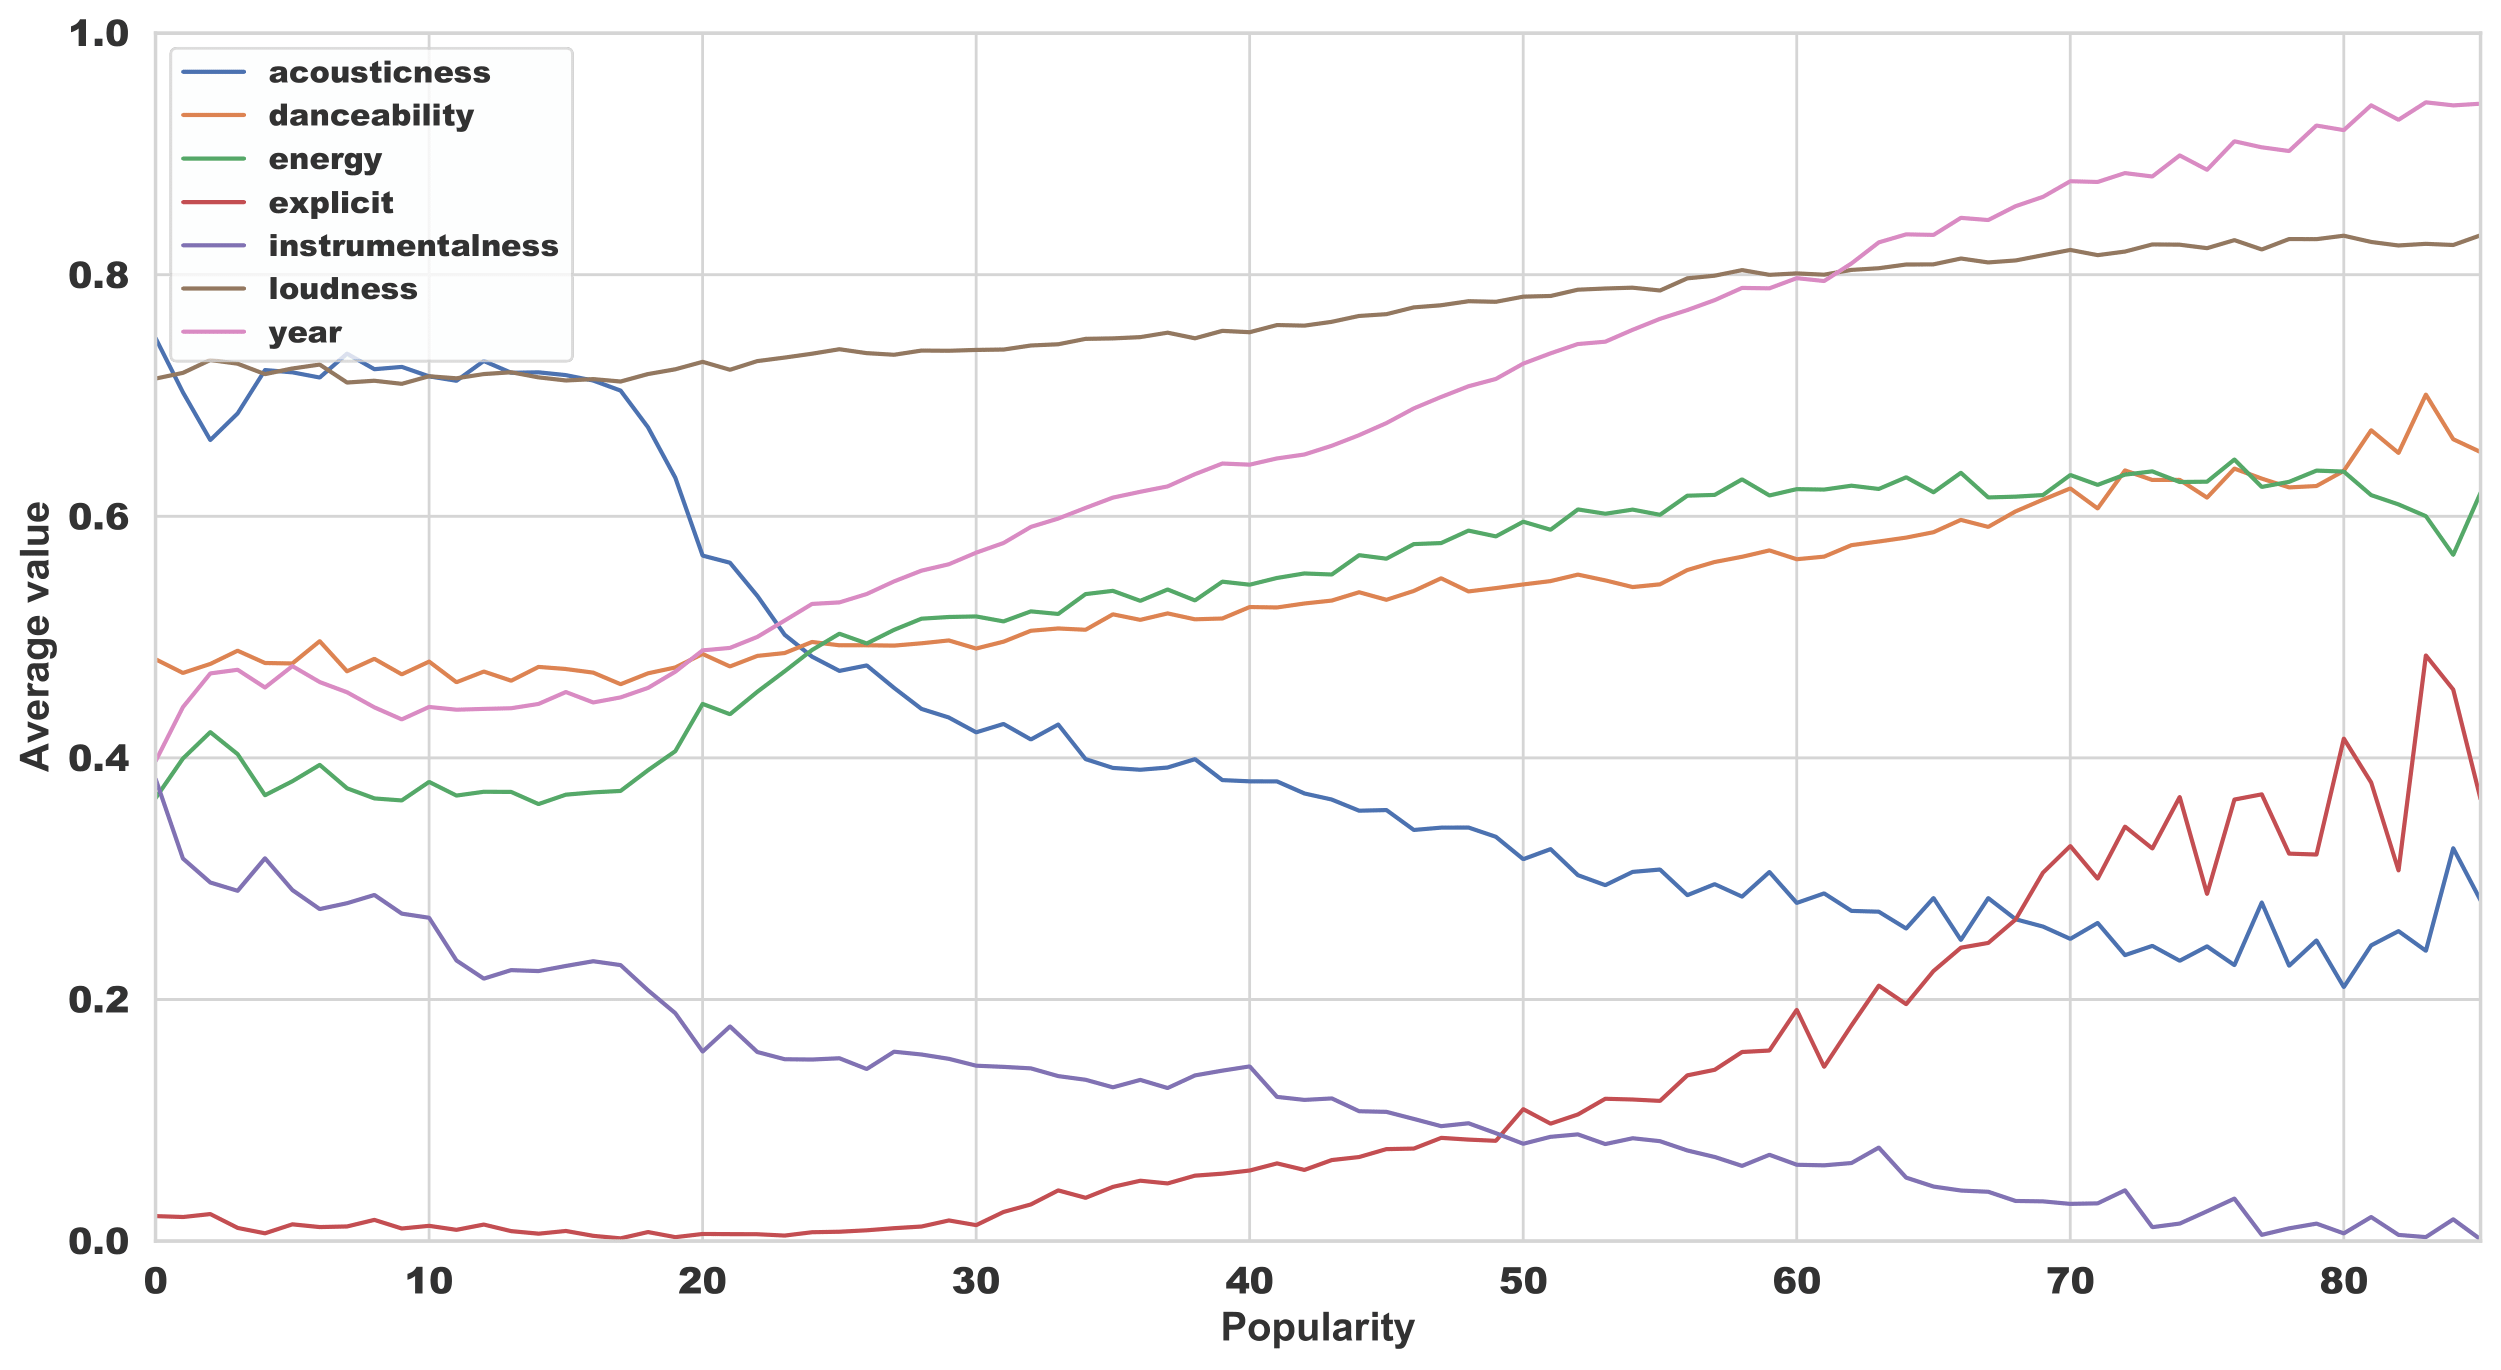 1.0
acousticness
danceability
energy
explicit
instrumentalness
loudness
year
0.8
0.6
0.4
0.2
0.0
Average value
0 10 20 30 40 50 60 70 80
Popularity